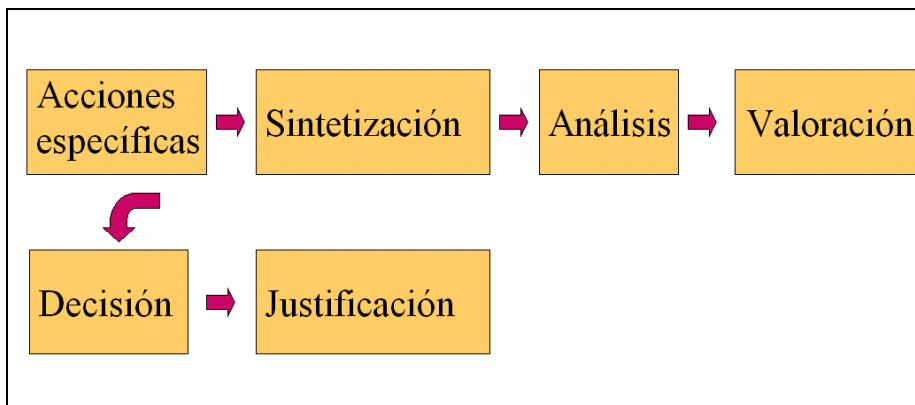 Acciones
específicas
Sintetización
Análisis
Valoración
Decisión
Justificación